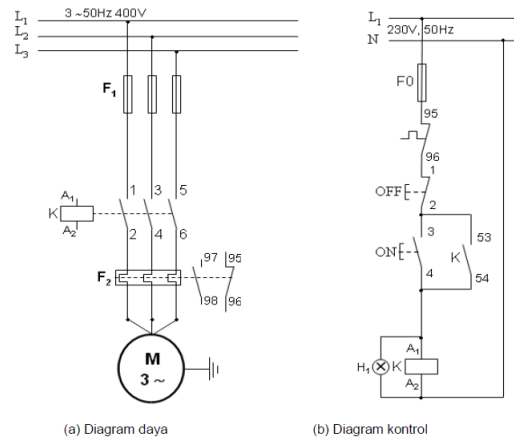 L1 3 ~50Hz 400V
L2
L3
F1
1 3 5
A1
K
A2
2 4 6
97 95
F2
98 96
M
3 ~
(a) Diagram daya
L1
230V, 50Hz
N
F0
95
96
1
OFF
2
3 53
ON K
4 54
A1
H1 K
A2
(b) Diagram kontrol